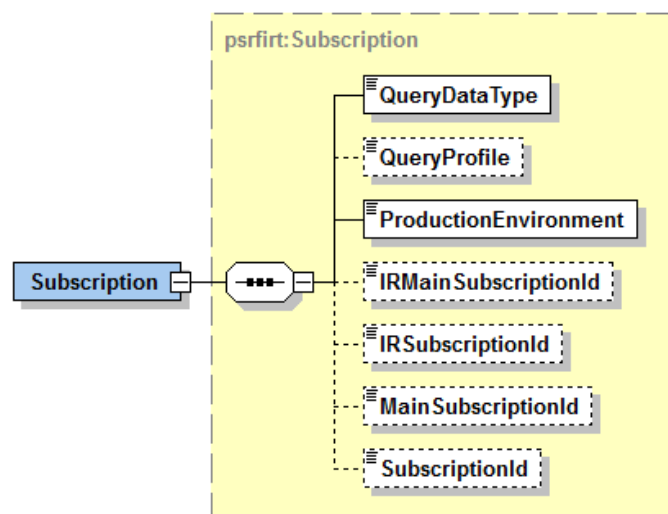 psrfirt:Subscription
QueryDataType
QueryProfile
ProductionEnvironment
Subscription
IRMainSubscriptionId
IRSubscriptionId
MainSubscriptionId
SubscriptionId